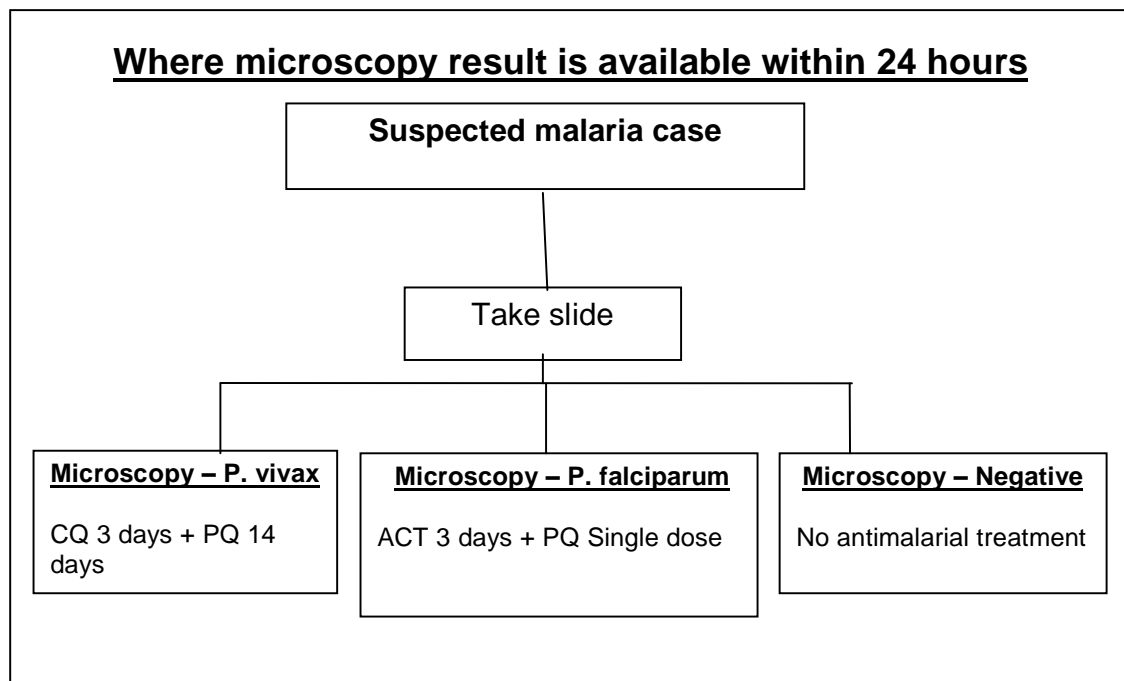 Where microscopy result is available within 24 hours
Suspected malaria case
Take slide
Microscopy – P. vivax
CQ 3 days + PQ 14
days
Microscopy – P. falciparum
ACT 3 days + PQ Single dose
Microscopy – Negative
No antimalarial treatment